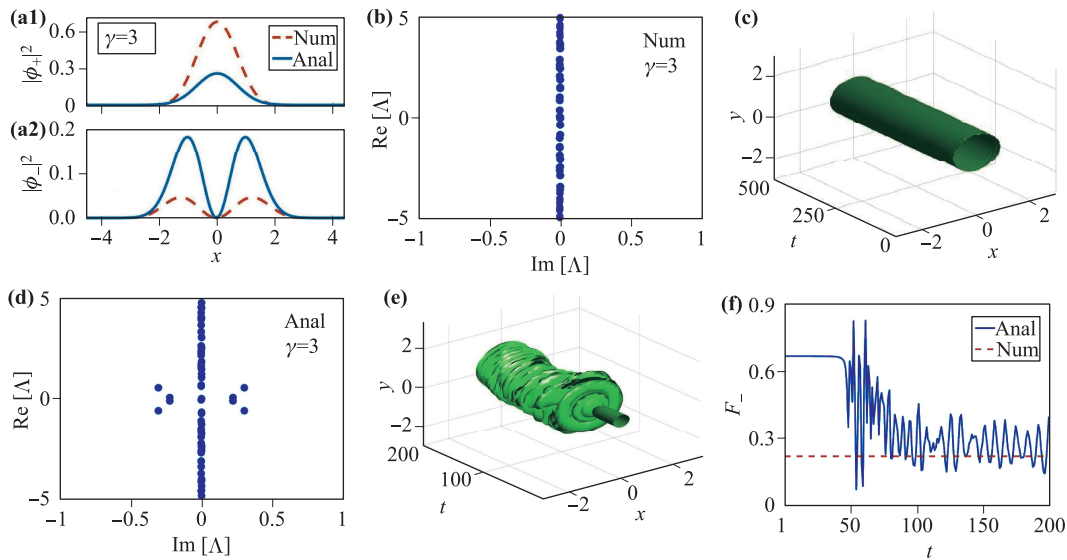 (a1)
γ=3
Num
Anal
|ϕ₊|²
0.6
0.3
0
(a2)
|ϕ₋|²
0.2
0.1
0.0
−4 −2 0 2 4
x
(b)
5
0
−5
Re [Λ]
Num
γ=3
−1 −0.5 0 0.5 1
Im [Λ]
(c)
2
0
−2
y
500
250
0
t
−2 0 2
x
(d)
5
0
−5
Re [Λ]
Anal
γ=3
−1 −0.5 0 0.5 1
Im [Λ]
(e)
2
0
−2
y
200
100
t
−2 0 2
x
(f)
0.9
0.6
0.3
0
F₋
Anal
Num
1 50 100 150 200
t